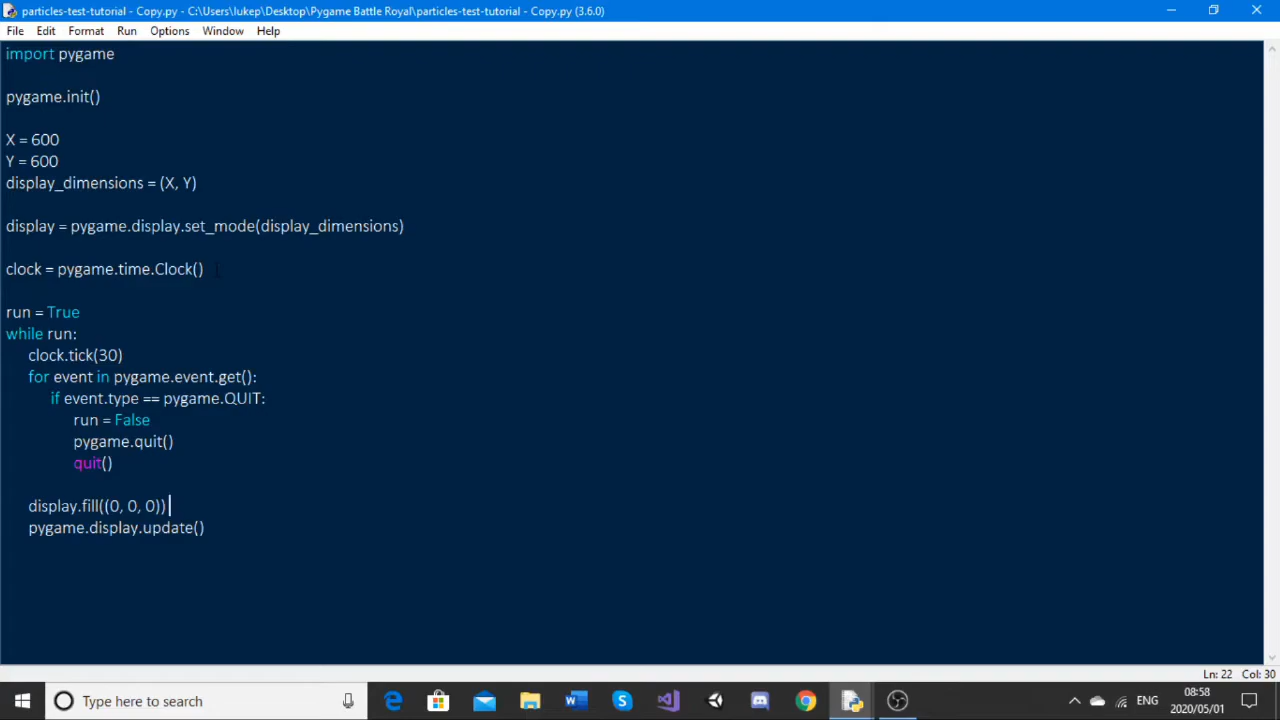 particles-test-tutorial - Copy.py - C:\Users\lukep\Desktop\Pygame Battle Royal\particles-test-tutorial - Copy.py (3.6.0)
File Edit Format Run Options Window Help
import pygame
pygame.init()
X = 600
Y = 600
display_dimensions = (X, Y)
display = pygame.display.set_mode(display_dimensions)
clock = pygame.time.Clock()
run = True
while run:
clock.tick(30)
for event in pygame.event.get():
if event.type == pygame.QUIT:
run = False
pygame.quit()
quit()
display.fill((0, 0, 0))
pygame.display.update()
Ln: 22 Col: 30
Type here to search
ENG
08:58
2020/05/01